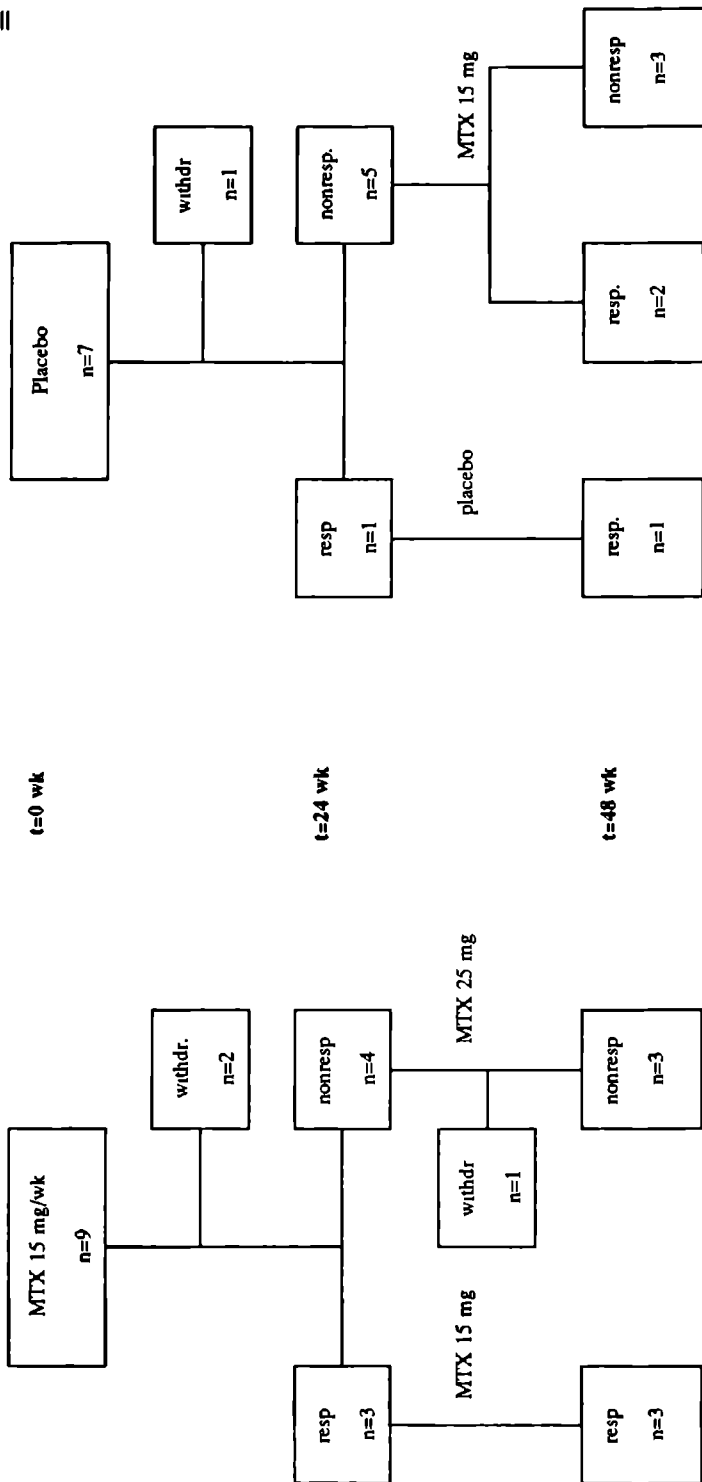 MTX 15 mg/wk
n=9
t=0 wk
Placebo
n=7
withdr.
n=2
withdr
n=1
resp
n=3
nonresp
n=4
t=24 wk
resp
n=1
nonresp.
n=5
MTX 15 mg
withdr
n=1
MTX 25 mg
placebo
MTX 15 mg
resp
n=3
nonresp
n=3
t=48 wk
resp.
n=1
resp.
n=2
nonresp
n=3